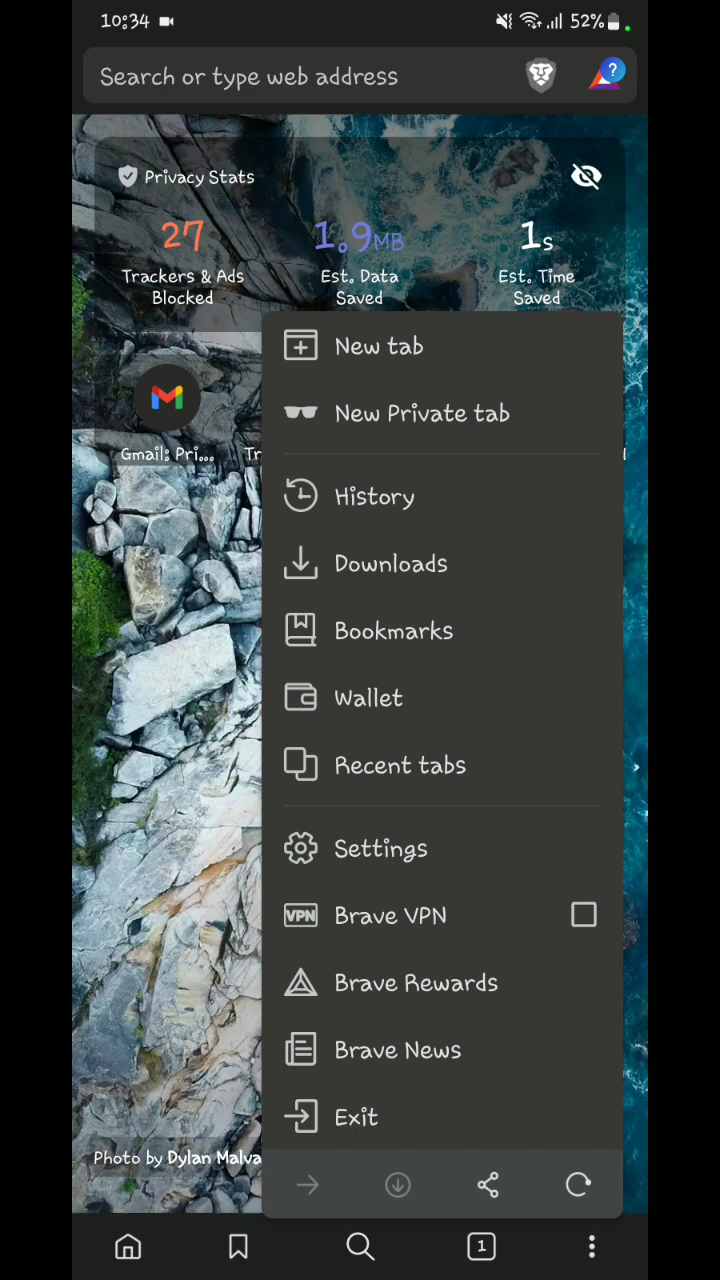 10:34
52%
Search or type web address
?
Privacy Stats
27
1.9MB
1s
Trackers & Ads
Blocked
Est. Data
Saved
Est. Time
Saved
New tab
New Private tab
Gmail: Pri...
Tr
History
Downloads
Bookmarks
Wallet
Recent tabs
Settings
VPN
Brave VPN
Brave Rewards
Brave News
Exit
Photo by Dylan Malva
1